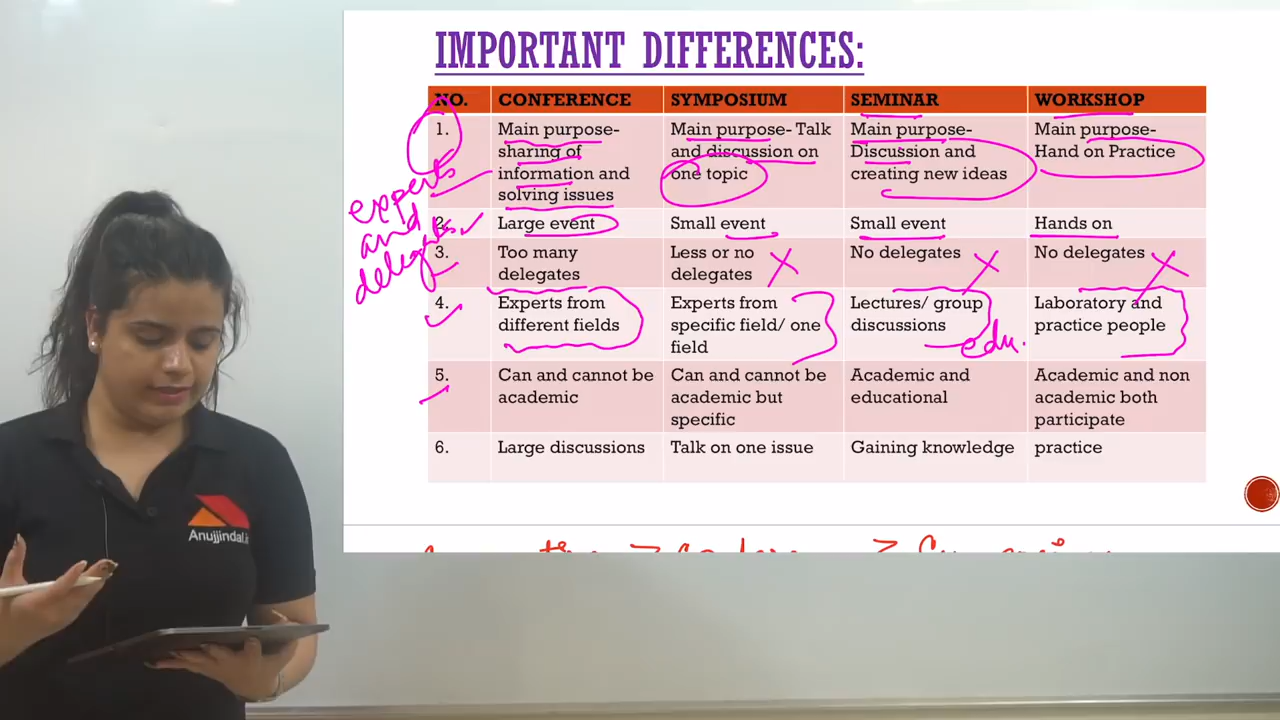 IMPORTANT DIFFERENCES:
NO. CONFERENCE SYMPOSIUM SEMINAR WORKSHOP
1. Main purpose- sharing of information and solving issues Main purpose- Talk and discussion on one topic Main purpose- Discussion and creating new ideas Main purpose- Hand on Practice
experts
and
delegates
2. Large event Small event Small event Hands on
3. Too many delegates Less or no delegates No delegates No delegates
4. Experts from different fields Experts from specific field/ one field Lectures/ group discussions Laboratory and practice people
edu.
5. Can and cannot be academic Can and cannot be academic but specific Academic and educational Academic and non academic both participate
6. Large discussions Talk on one issue Gaining knowledge practice
Anujjindal.i